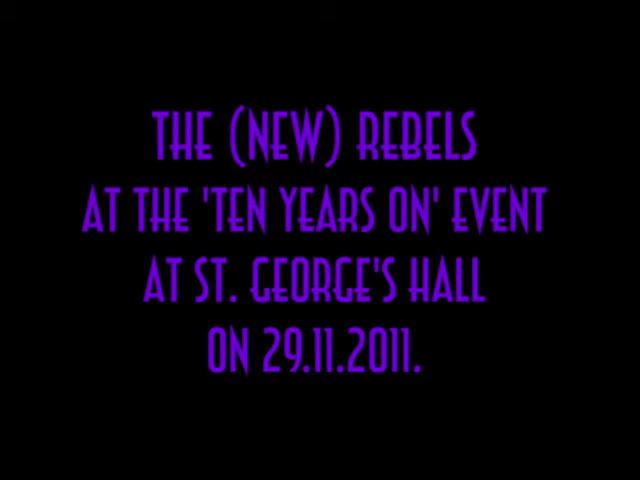 THE (NEW) REBELS
AT THE 'TEN YEARS ON' EVENT
AT ST. GEORGE'S HALL
ON 29.11.2011.